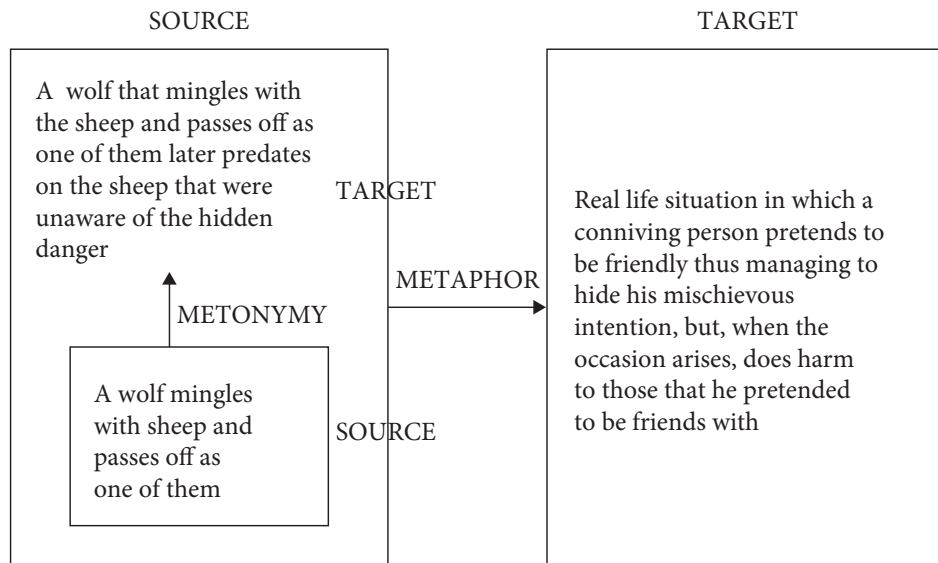 SOURCE
A wolf that mingles with
the sheep and passes off as
one of them later predates
on the sheep that were
unaware of the hidden
danger
TARGET
METONYMY
A wolf mingles
with sheep and
passes off as
one of them
SOURCE
METAPHOR
TARGET
Real life situation in which a
conniving person pretends to
be friendly thus managing to
hide his mischievous
intention, but, when the
occasion arises, does harm
to those that he pretended
to be friends with